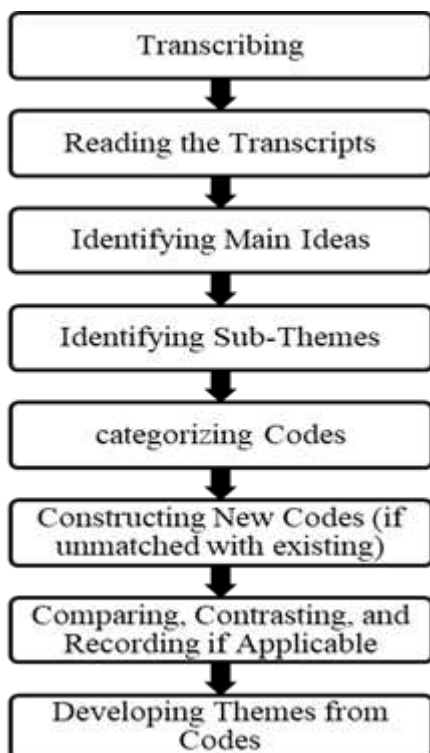 Transcribing
Reading the Transcripts
Identifying Main Ideas
Identifying Sub-Themes
categorizing Codes
Constructing New Codes (if
unmatched with existing)
Comparing, Contrasting, and
Recording if Applicable
Developing Themes from
Codes